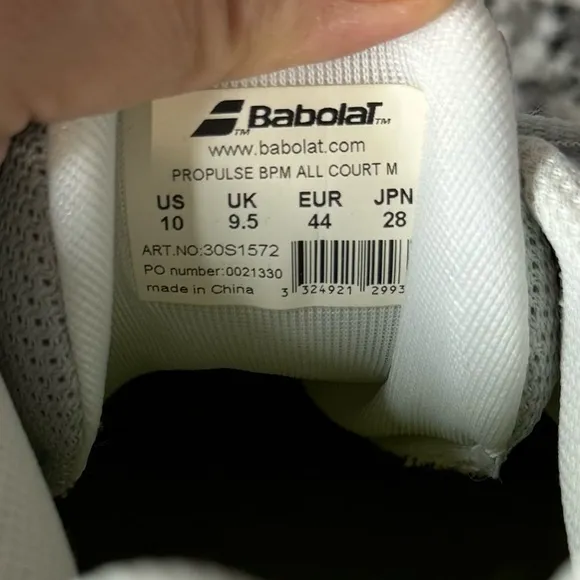 BabolaT™
www.babolat.com
PROPULSE BPM ALL COURT M
US UK EUR JPN
10 9.5 44 28
ART.NO:30S1572
PO number:0021330
made in China 3 324921 2993